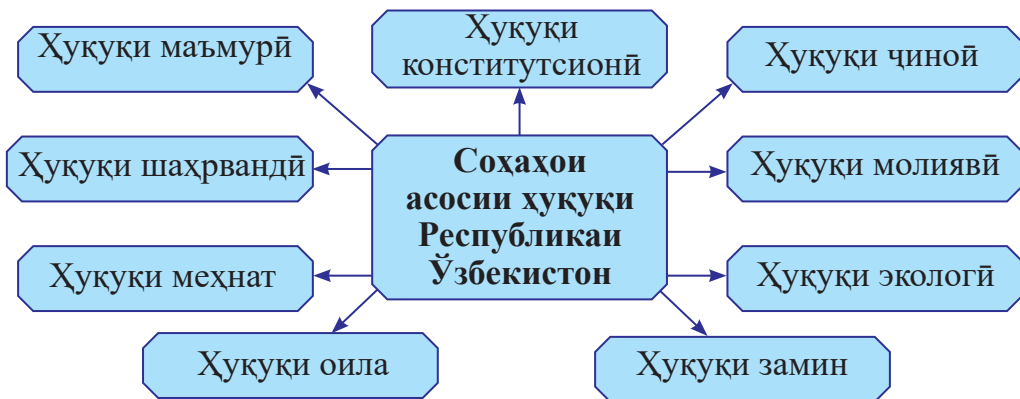 Ҳуқуқи маъмурӣ
Ҳуқуқи
конститутсионӣ
Ҳуқуқи ҷиноӣ
Ҳуқуқи шаҳрвандӣ
Соҳаҳои
асосии ҳуқуқи
Республикаи
Ӯзбекистон
Ҳуқуқи молиявӣ
Ҳуқуқи меҳнат
Ҳуқуқи экологӣ
Ҳуқуқи оила
Ҳуқуқи замин